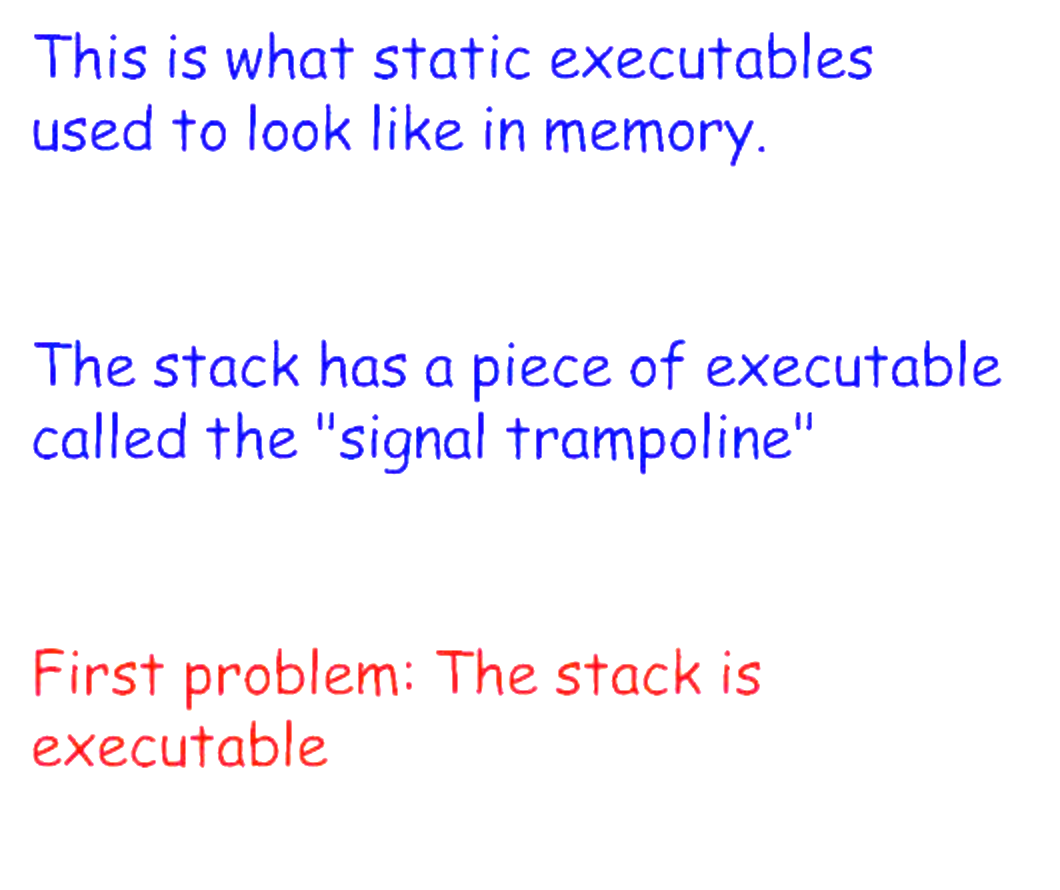 This is what static executables
used to look like in memory.
The stack has a piece of executable
called the "signal trampoline"
First problem: The stack is
executable